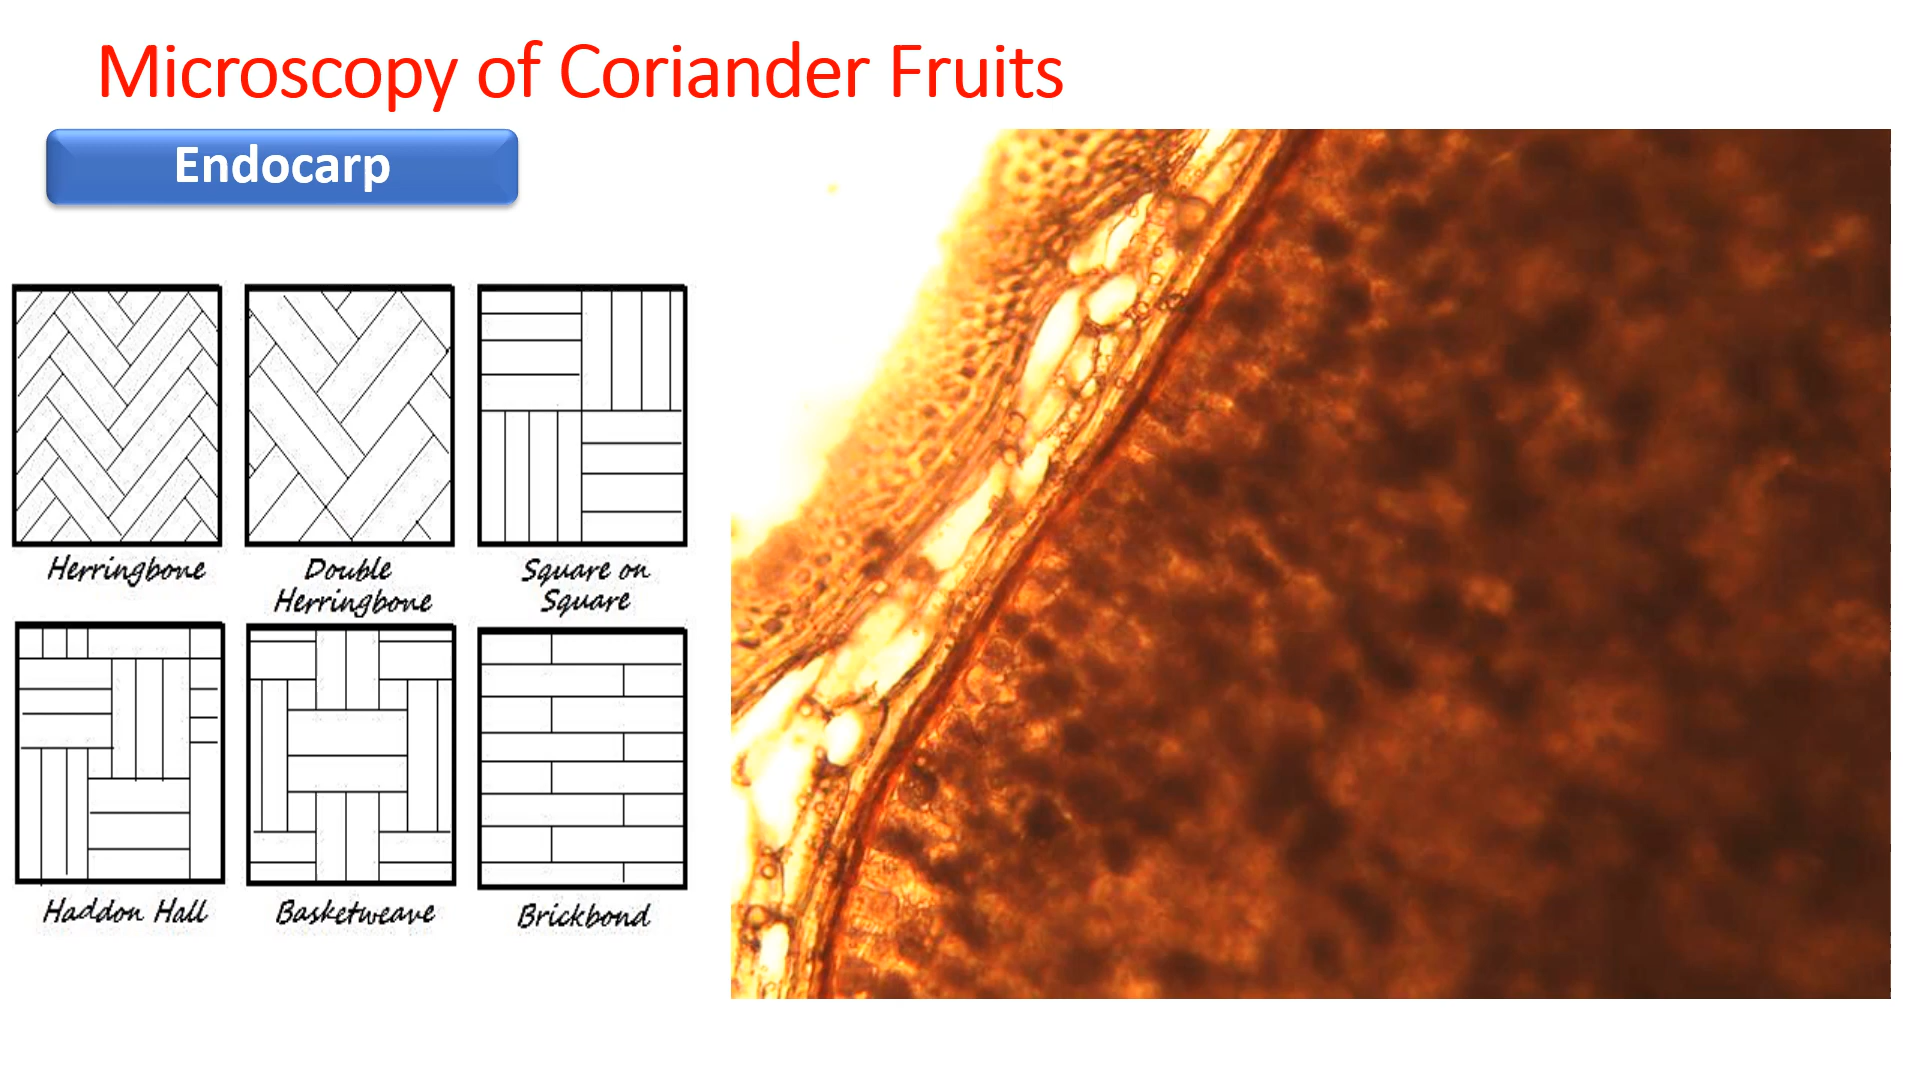 Microscopy of Coriander Fruits
Endocarp
Herringbone
Double
Herringbone
Square on
Square
Haddon Hall
Basketweave
Brickbond